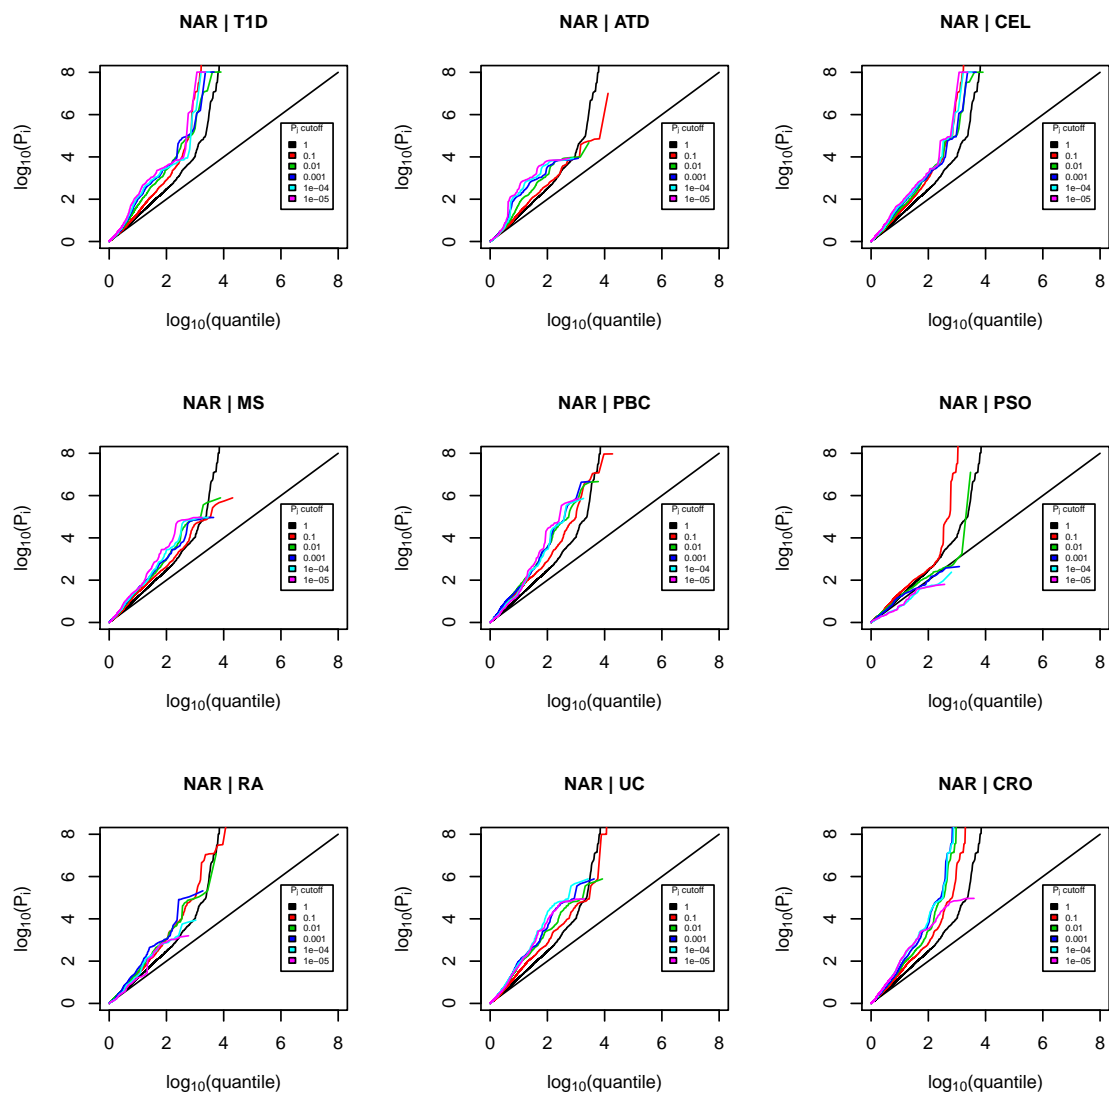 NAR | T1D
log10(Pi)
8
6
4
2
0
Pj cutoff
1
0.1
0.01
0.001
1e−04
1e−05
0 2 4 6 8
log10(quantile)
NAR | ATD
log10(Pi)
8
6
4
2
0
Pj cutoff
1
0.1
0.01
0.001
1e−04
1e−05
0 2 4 6 8
log10(quantile)
NAR | CEL
log10(Pi)
8
6
4
2
0
Pj cutoff
1
0.1
0.01
0.001
1e−04
1e−05
0 2 4 6 8
log10(quantile)
NAR | MS
log10(Pi)
8
6
4
2
0
Pj cutoff
1
0.1
0.01
0.001
1e−04
1e−05
0 2 4 6 8
log10(quantile)
NAR | PBC
log10(Pi)
8
6
4
2
0
Pj cutoff
1
0.1
0.01
0.001
1e−04
1e−05
0 2 4 6 8
log10(quantile)
NAR | PSO
log10(Pi)
8
6
4
2
0
Pj cutoff
1
0.1
0.01
0.001
1e−04
1e−05
0 2 4 6 8
log10(quantile)
NAR | RA
log10(Pi)
8
6
4
2
0
Pj cutoff
1
0.1
0.01
0.001
1e−04
1e−05
0 2 4 6 8
log10(quantile)
NAR | UC
log10(Pi)
8
6
4
2
0
Pj cutoff
1
0.1
0.01
0.001
1e−04
1e−05
0 2 4 6 8
log10(quantile)
NAR | CRO
log10(Pi)
8
6
4
2
0
Pj cutoff
1
0.1
0.01
0.001
1e−04
1e−05
0 2 4 6 8
log10(quantile)